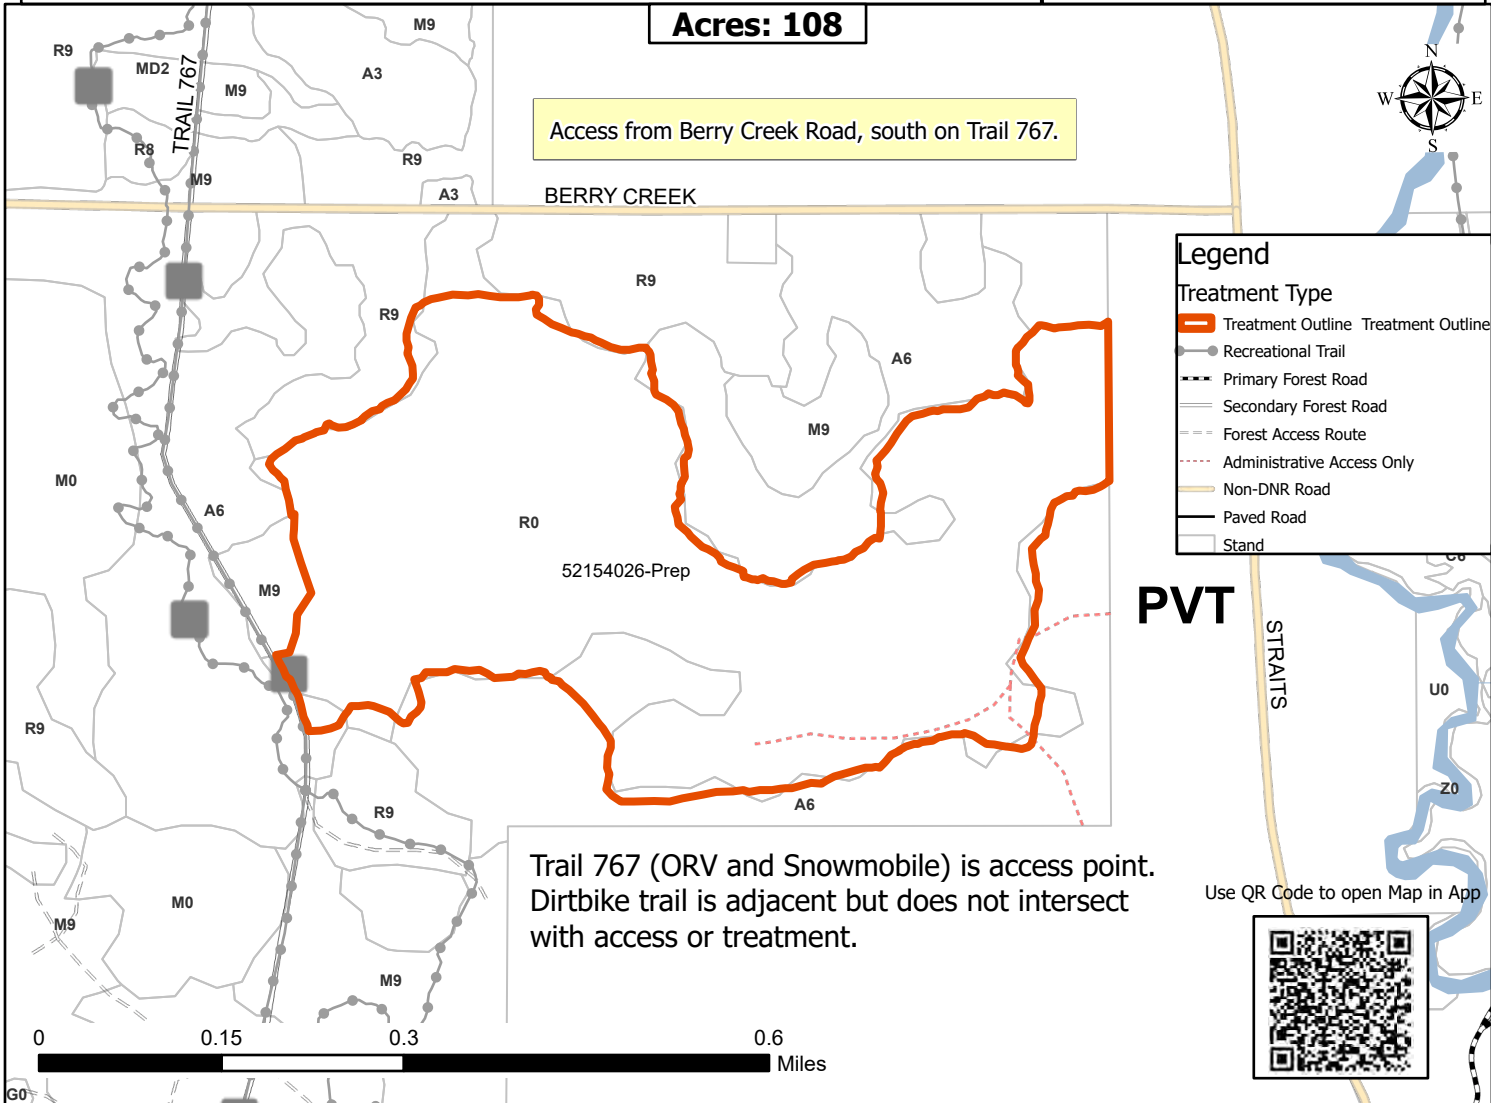 Acres: 108
M9
R9
MD2
A3
M9
TRAIL 767
N
W
E
S
Access from Berry Creek Road, south on Trail 767.
R8
R9
M9
A3
BERRY CREEK
Legend
Treatment Type
Treatment Outline Treatment Outline
Recreational Trail
Primary Forest Road
Secondary Forest Road
Forest Access Route
Administrative Access Only
Non-DNR Road
Paved Road
Stand
R9
R9
A6
M9
M0
A6
R0
52154026-Prep
C6
M9
PVT
STRAITS
U0
R9
Z0
A6
R9
Trail 767 (ORV and Snowmobile) is access point.
Dirtbike trail is adjacent but does not intersect
with access or treatment.
Use QR Code to open Map in App
M0
M9
M9
0
0.15
0.3
0.6
Miles
G0